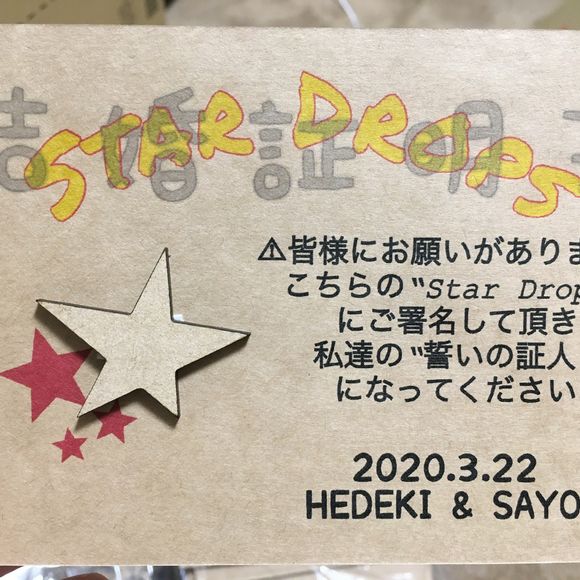 結婚証明
STAR DROPS
⚠皆様にお願いがありま
こちらの“Star Drop
にご署名して頂き
私達の“誓いの証人
になってください
2020.3.22
HEDEKI & SAYO